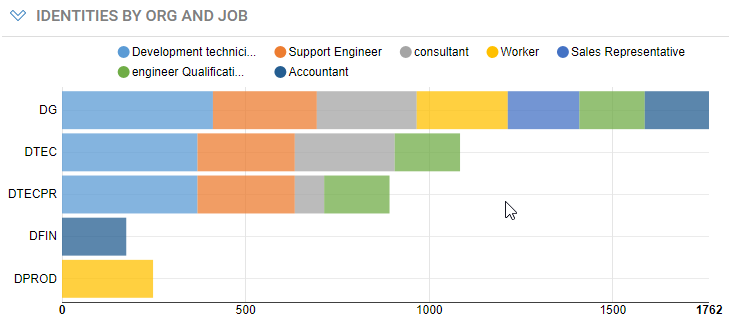 IDENTITIES BY ORG AND JOB
Development technici... Support Engineer consultant Worker Sales Representative
engineer Qualificati... Accountant
DG
DTEC
DTECPR
DFIN
DPROD
0 500 1000 1500 1762